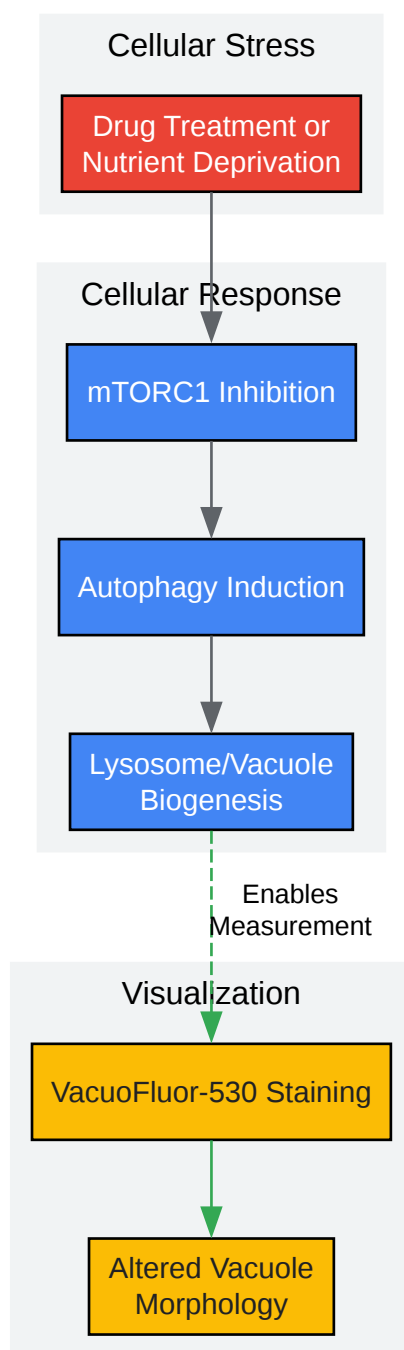 Cellular Stress
Drug Treatment or
Nutrient Deprivation
Cellular Response
mTORC1 Inhibition
Autophagy Induction
Lysosome/Vacuole
Biogenesis
Enables
Measurement
Visualization
VacuoFluor-530 Staining
Altered Vacuole
Morphology